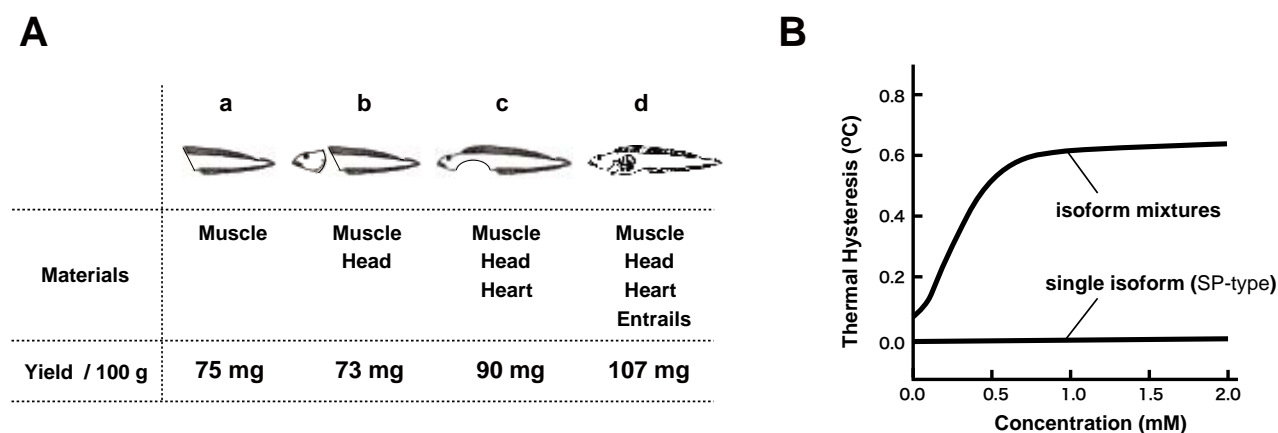 A
a b c d
Materials
Muscle
Muscle
Head
Muscle
Head
Heart
Muscle
Head
Heart
Entrails
Yield / 100 g 75 mg 73 mg 90 mg 107 mg
B
Thermal Hysteresis (ºC)
0.8
0.6
0.4
0.2
0.0
isoform mixtures
single isoform (SP-type)
0.0 0.5 1.0 1.5 2.0
Concentration (mM)